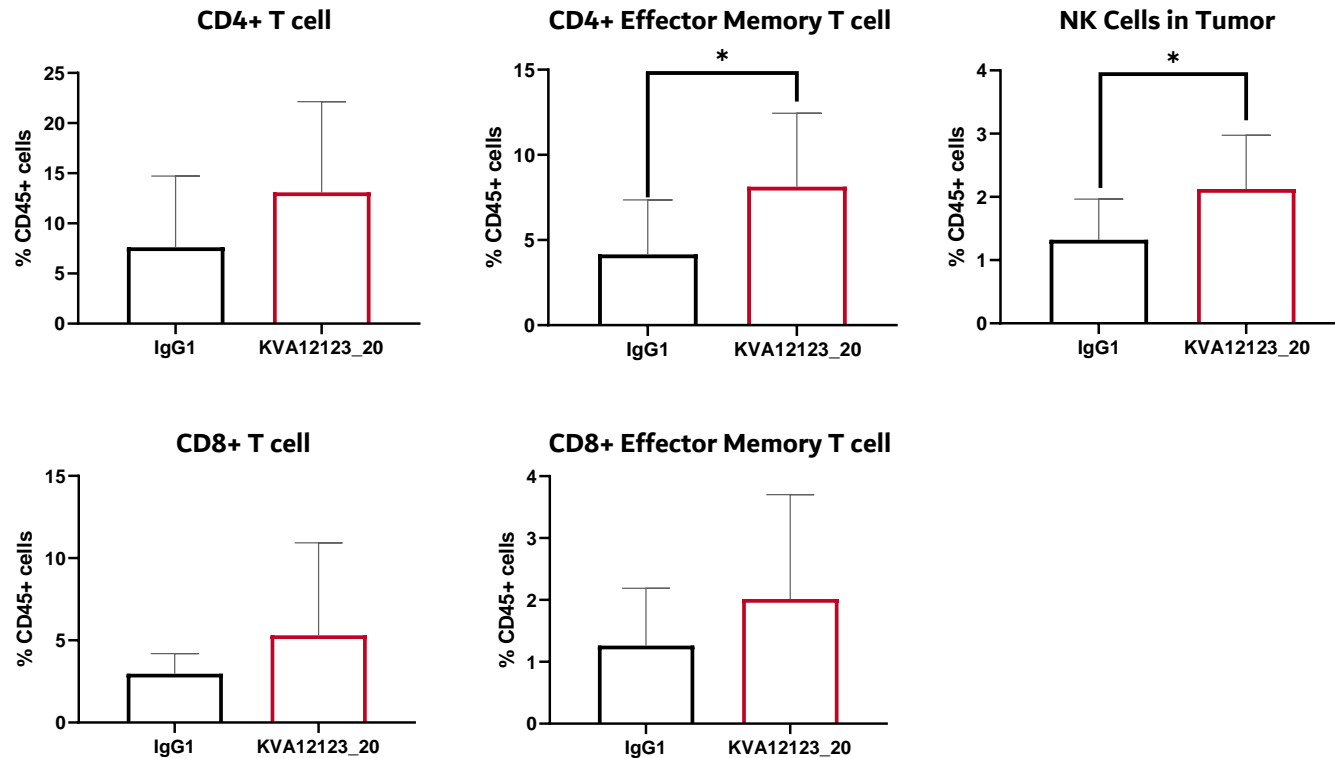 CD4+ T cell
% CD45+ cells
25
20
15
10
5
0
IgG1
KVA12123_20
CD4+ Effector Memory T cell
*
% CD45+ cells
15
10
5
0
IgG1
KVA12123_20
NK Cells in Tumor
*
% CD45+ cells
4
3
2
1
0
IgG1
KVA12123_20
CD8+ T cell
% CD45+ cells
15
10
5
0
IgG1
KVA12123_20
CD8+ Effector Memory T cell
% CD45+ cells
4
3
2
1
0
IgG1
KVA12123_20